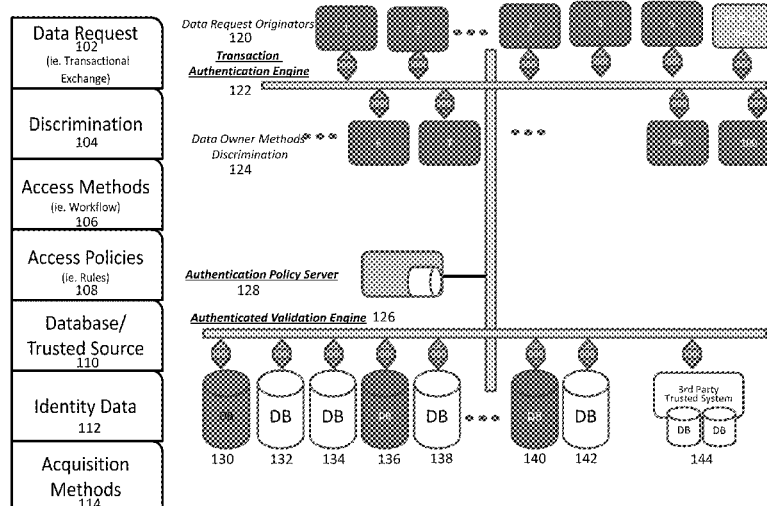 Data Request
102
(ie. Transactional
Exchange)
Discrimination
104
Access Methods
(ie. Workflow)
106
Access Policies
(ie. Rules)
108
Database/
Trusted Source
110
Identity Data
112
Acquisition
Methods
114
Data Request Originators
120
Transaction
Authentication Engine
122
Data Owner Methods
Discrimination
124
Authentication Policy Server
128
Authenticated Validation Engine 126
DB
DB
DB
DB
3rd Party
Trusted System
DB
DB
130
132
134
136
138
140
142
144